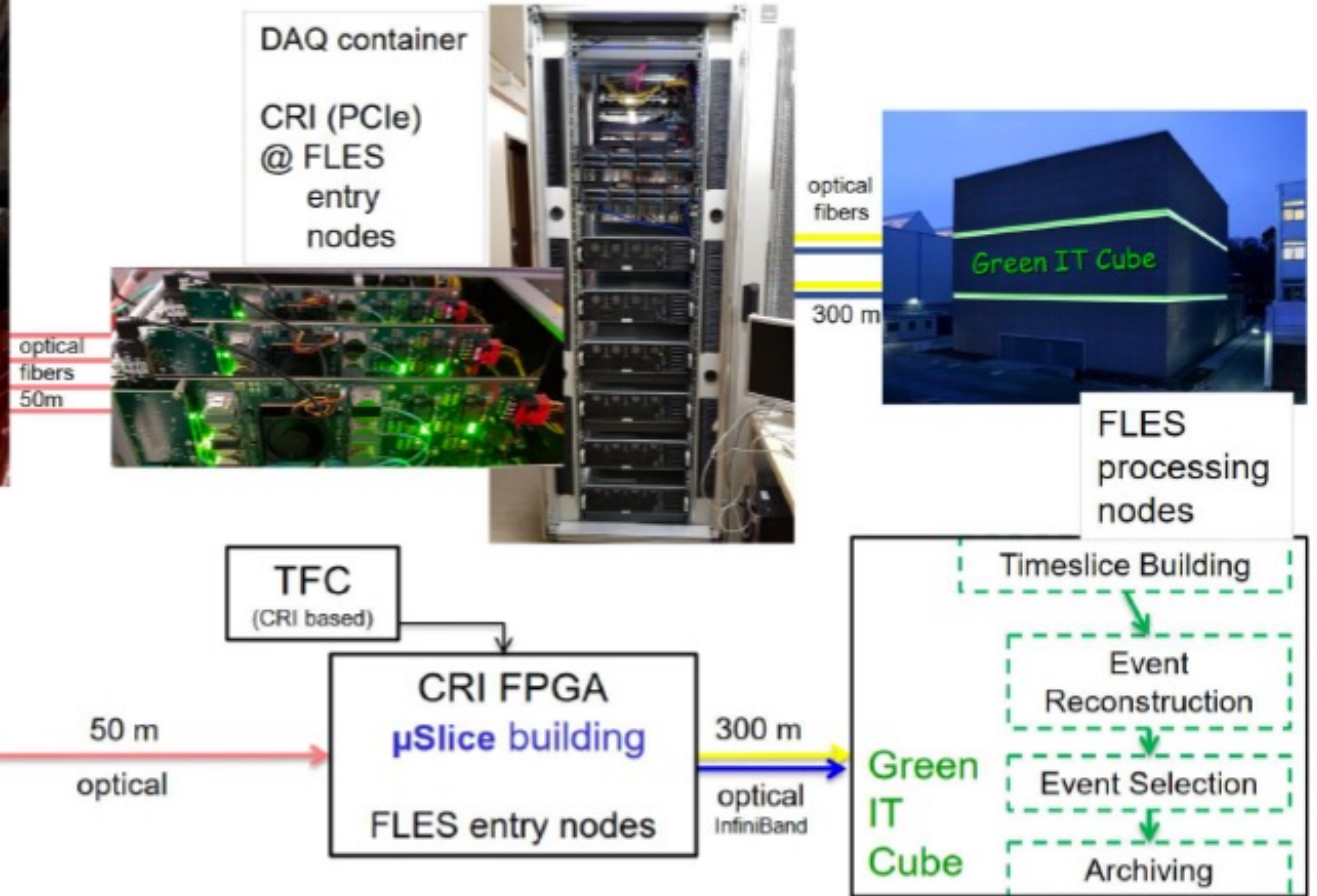 DAQ container
CRI (PCIe)
@ FLES
entry
nodes
optical
fibers
50m
optical
fibers
300 m
Green IT Cube
FLES
processing
nodes
TFC
(CRI based)
50 m
optical
CRI FPGA
µSlice building
FLES entry nodes
300 m
optical
InfiniBand
Green
IT
Cube
Timeslice Building
Event
Reconstruction
Event Selection
Archiving